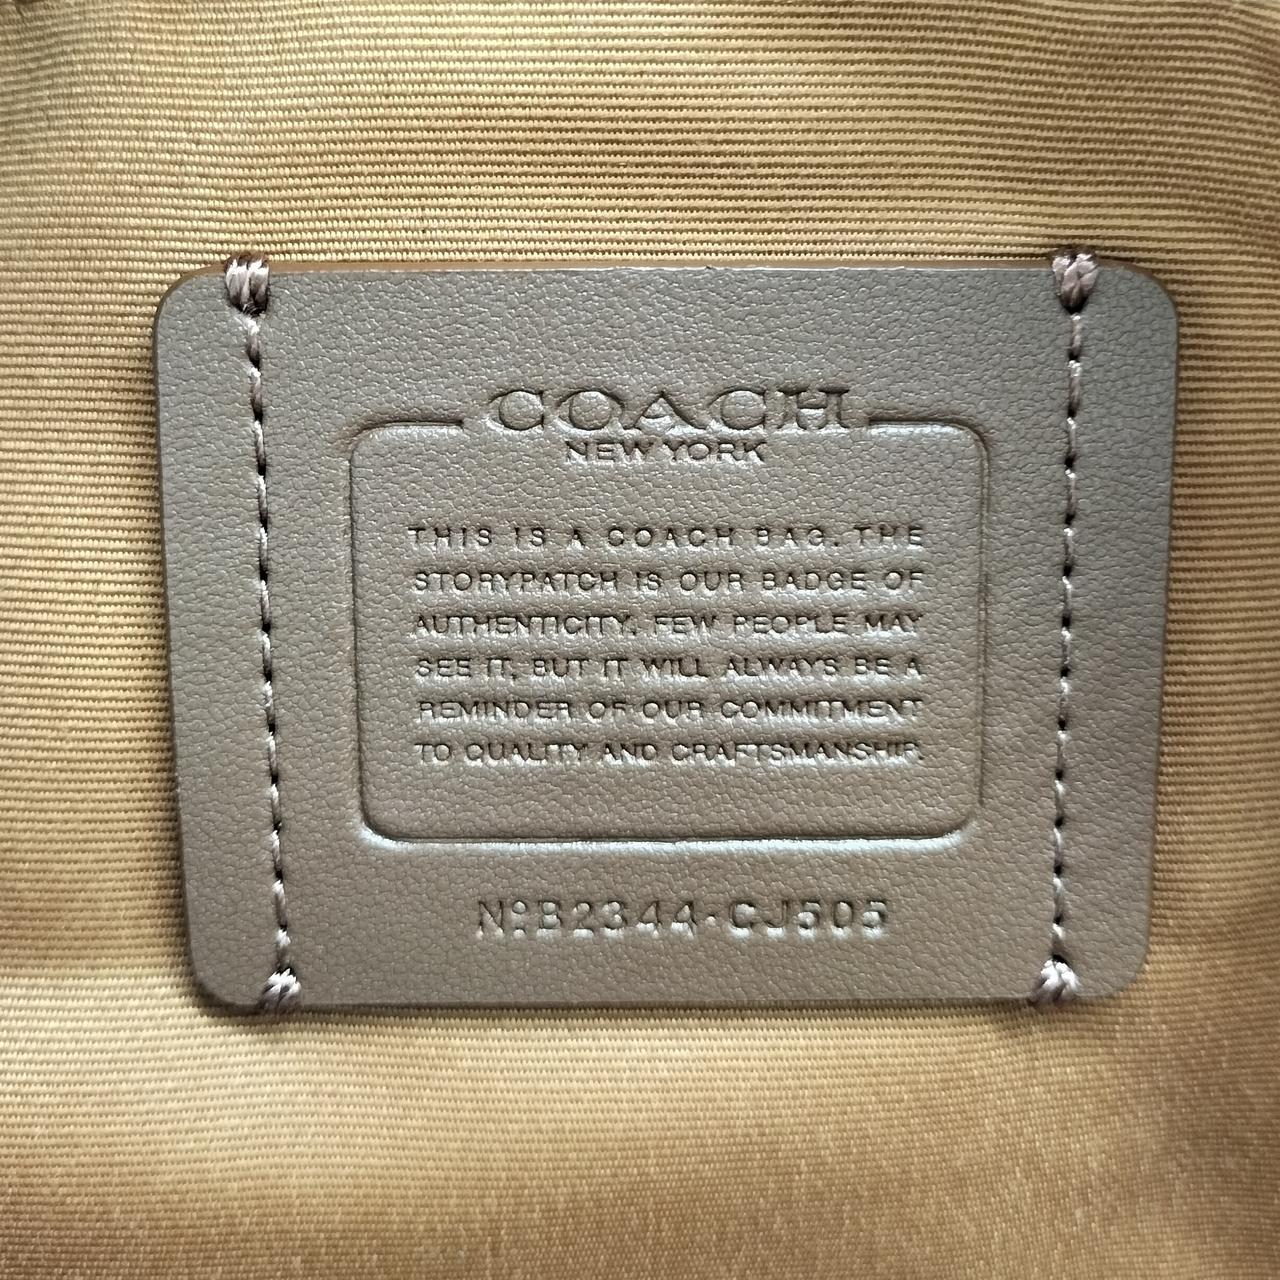 COACH
NEW YORK
THIS IS A COACH BAG. THE
STORYPATCH IS OUR BADGE OF
AUTHENTICITY. FEW PEOPLE MAY
SEE IT, BUT IT WILL ALWAYS BE A
REMINDER OF OUR COMMITMENT
TO QUALITY AND CRAFTSMANSHIP.
Nº B2344-CJ505